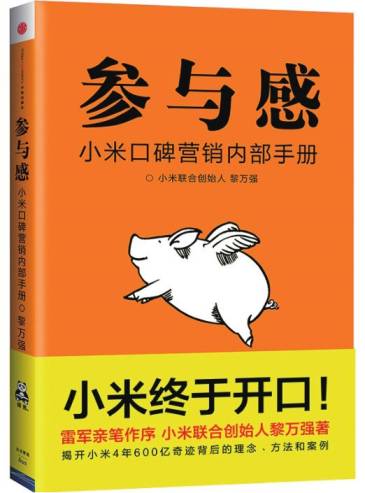 参与感
小米口碑营销内部手册
○ 小米联合创始人 黎万强
小米终于开口！
雷军亲笔作序 小米联合创始人黎万强著
揭开小米4年600亿奇迹背后的理念、方法和案例
参与感
小米口碑营销内部手册○黎万强